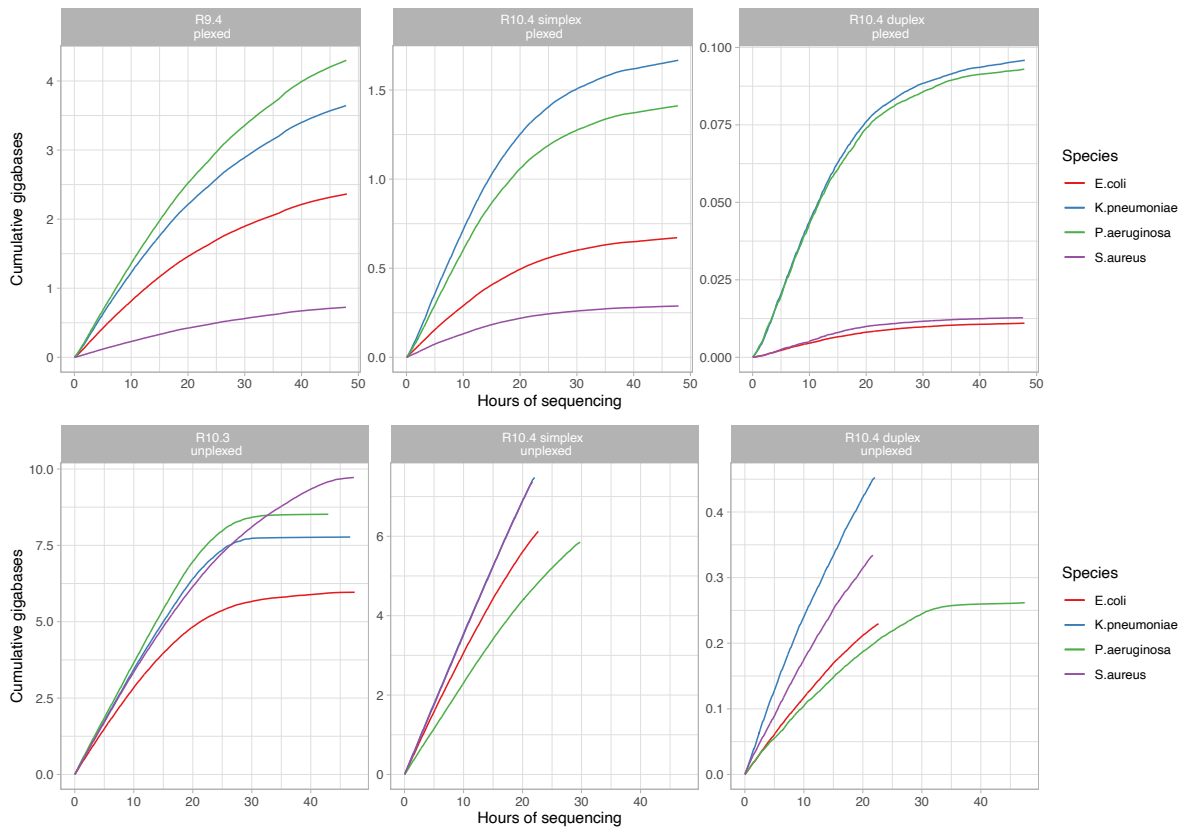 R9.4
plexed
R10.4 simplex
plexed
R10.4 duplex
plexed
Cumulative gigabases
4
3
2
1
0
1.5
1.0
0.5
0.0
0.100
0.075
0.050
0.025
0.000
0 10 20 30 40 50
0 10 20 30 40 50
0 10 20 30 40 50
Hours of sequencing
Species
E.coli
K.pneumoniae
P.aeruginosa
S.aureus
R10.3
unplexed
R10.4 simplex
unplexed
R10.4 duplex
unplexed
Cumulative gigabases
10.0
7.5
5.0
2.5
0.0
6
4
2
0
0.4
0.3
0.2
0.1
0.0
0 10 20 30 40
0 10 20 30 40
0 10 20 30 40
Hours of sequencing
Species
E.coli
K.pneumoniae
P.aeruginosa
S.aureus